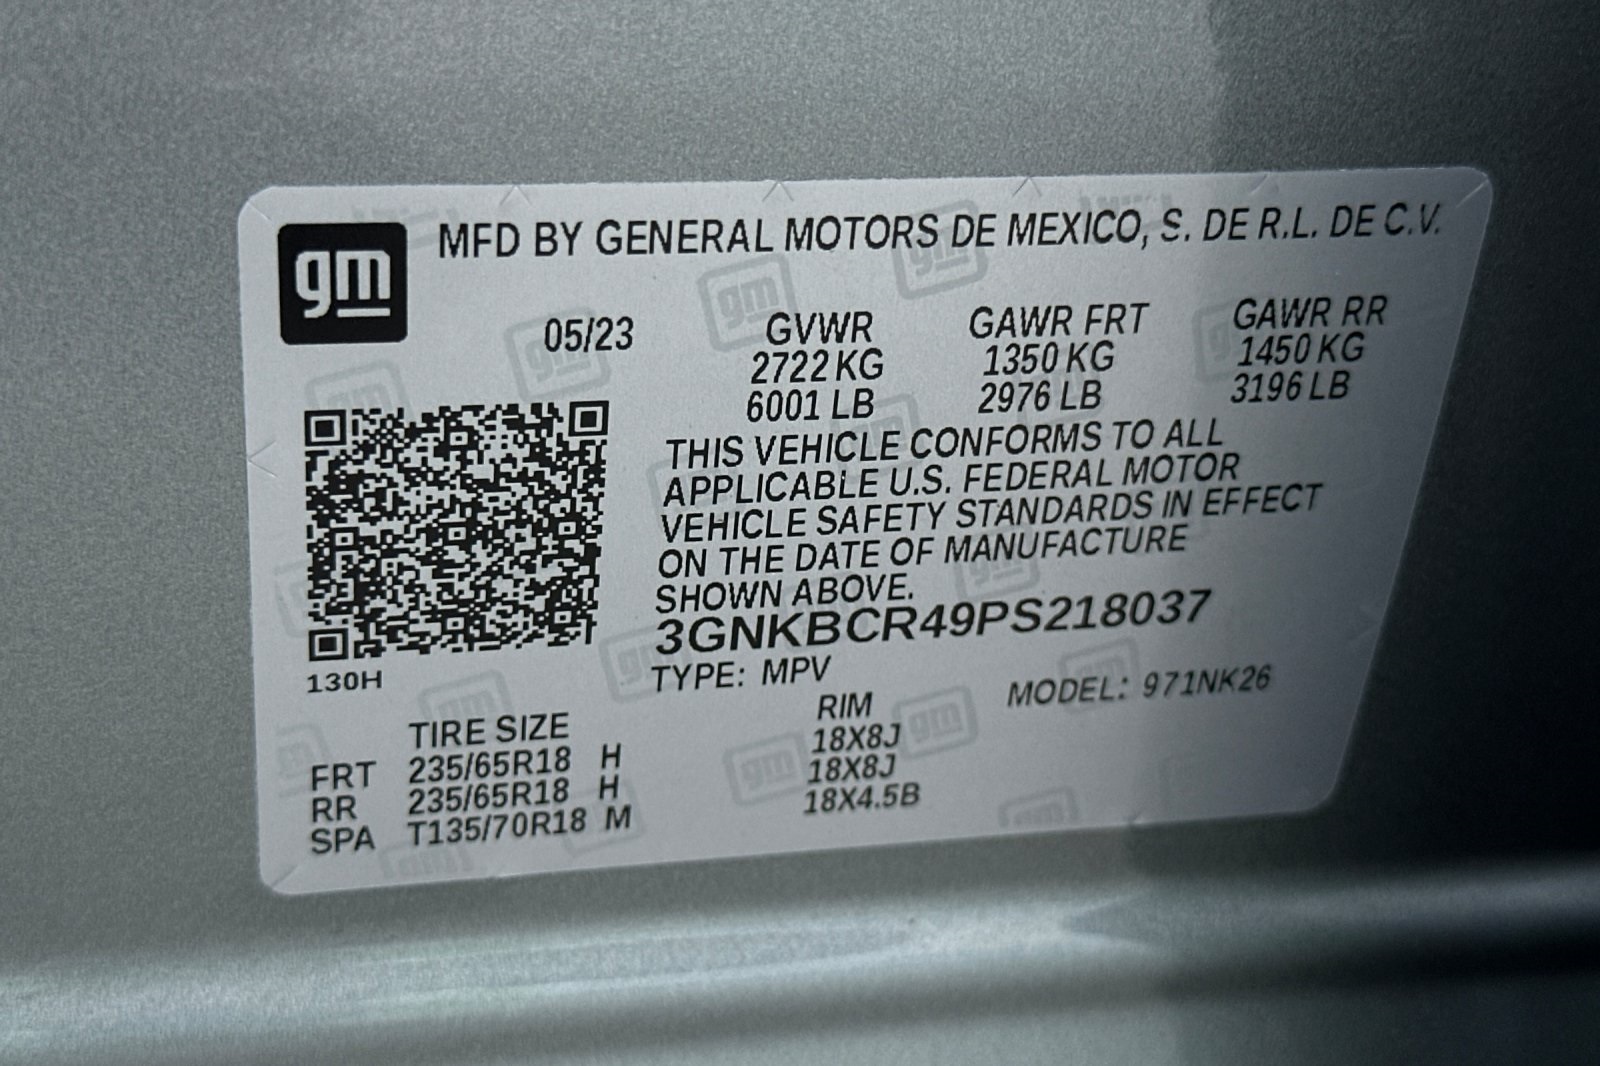 gm
MFD BY GENERAL MOTORS DE MEXICO, S. DE R.L. DE C.V.
05/23 GVWR GAWR FRT GAWR RR
2722 KG 1350 KG 1450 KG
6001 LB 2976 LB 3196 LB
THIS VEHICLE CONFORMS TO ALL
APPLICABLE U.S. FEDERAL MOTOR
VEHICLE SAFETY STANDARDS IN EFFECT
ON THE DATE OF MANUFACTURE
SHOWN ABOVE.
3GNKBCR49PS218037
130H TYPE: MPV MODEL: 971NK26
TIRE SIZE RIM
FRT 235/65R18 H 18X8J
RR 235/65R18 H 18X8J
SPA T135/70R18 M 18X4.5B